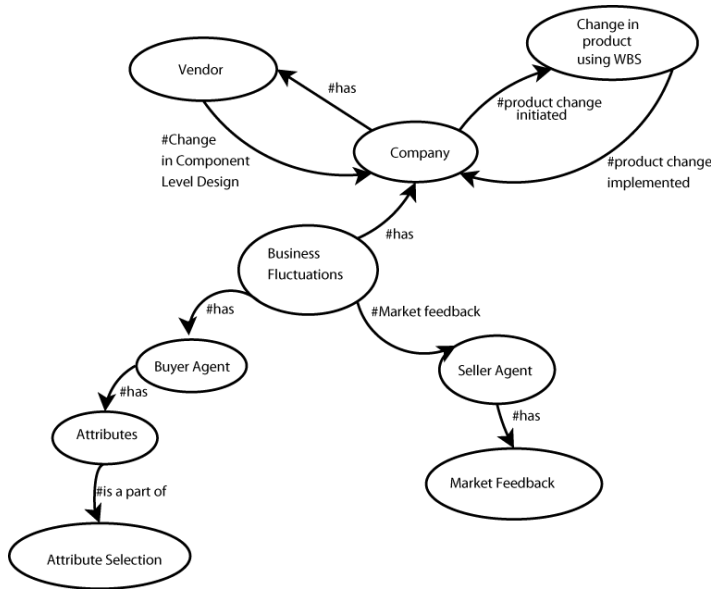 Change in
product
using WBS
Vendor
#has
#product change
initiated
#Change
in Component
Level Design
Company
#product change
implemented
#has
Business
Fluctuations
#has
#Market feedback
Buyer Agent
Seller Agent
#has
#has
Attributes
Market Feedback
#is a part of
Attribute Selection